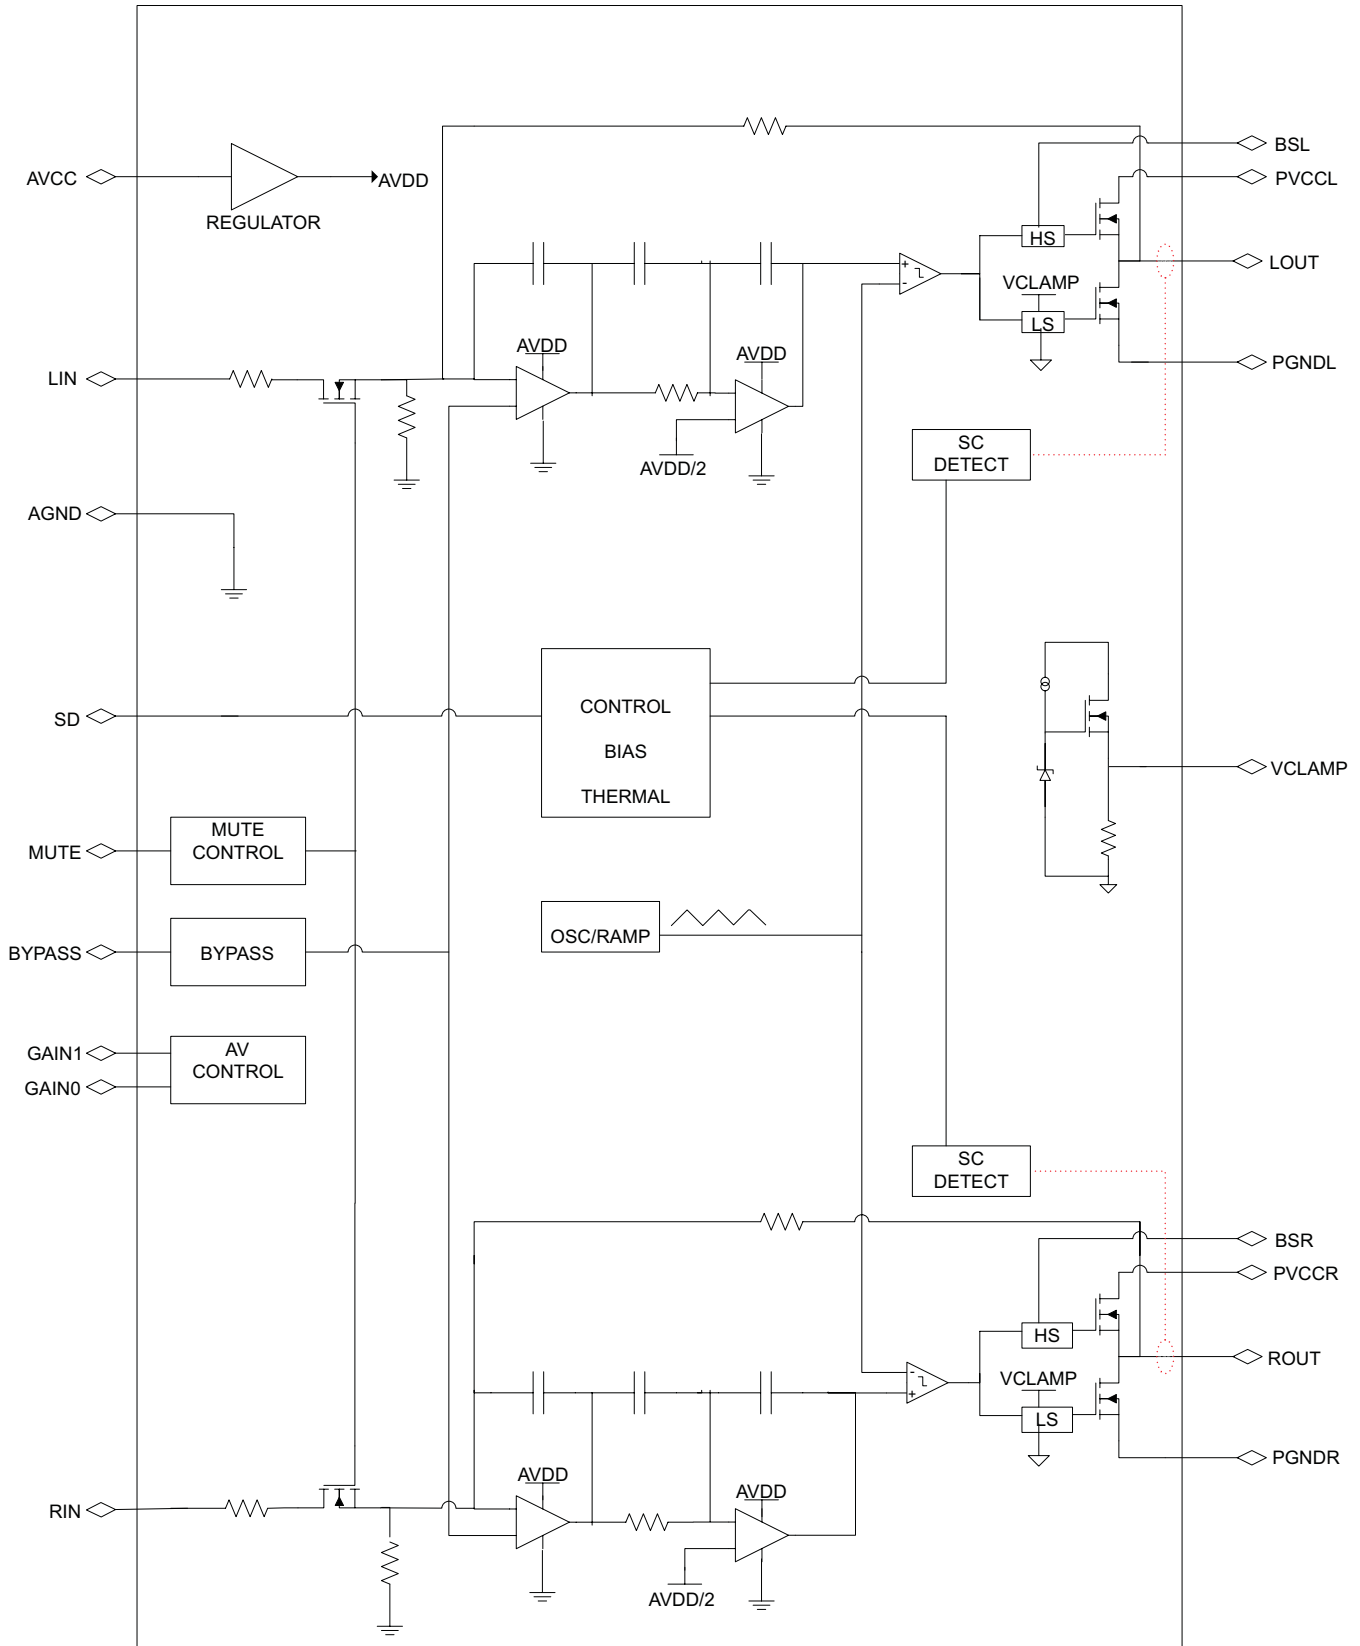 BSL
AVCC
AVDD
PVCCL
REGULATOR
HS
LOUT
VCLAMP
+
-
LS
AVDD
AVDD
PGNDL
LIN
SC
DETECT
AVDD/2
AGND
CONTROL
BIAS
THERMAL
SD
VCLAMP
MUTE
CONTROL
MUTE
OSC/RAMP
BYPASS
BYPASS
GAIN1
GAIN0
AV
CONTROL
SC
DETECT
BSR
PVCCR
HS
ROUT
-
+
VCLAMP
LS
PGNDR
AVDD
AVDD
RIN
AVDD/2